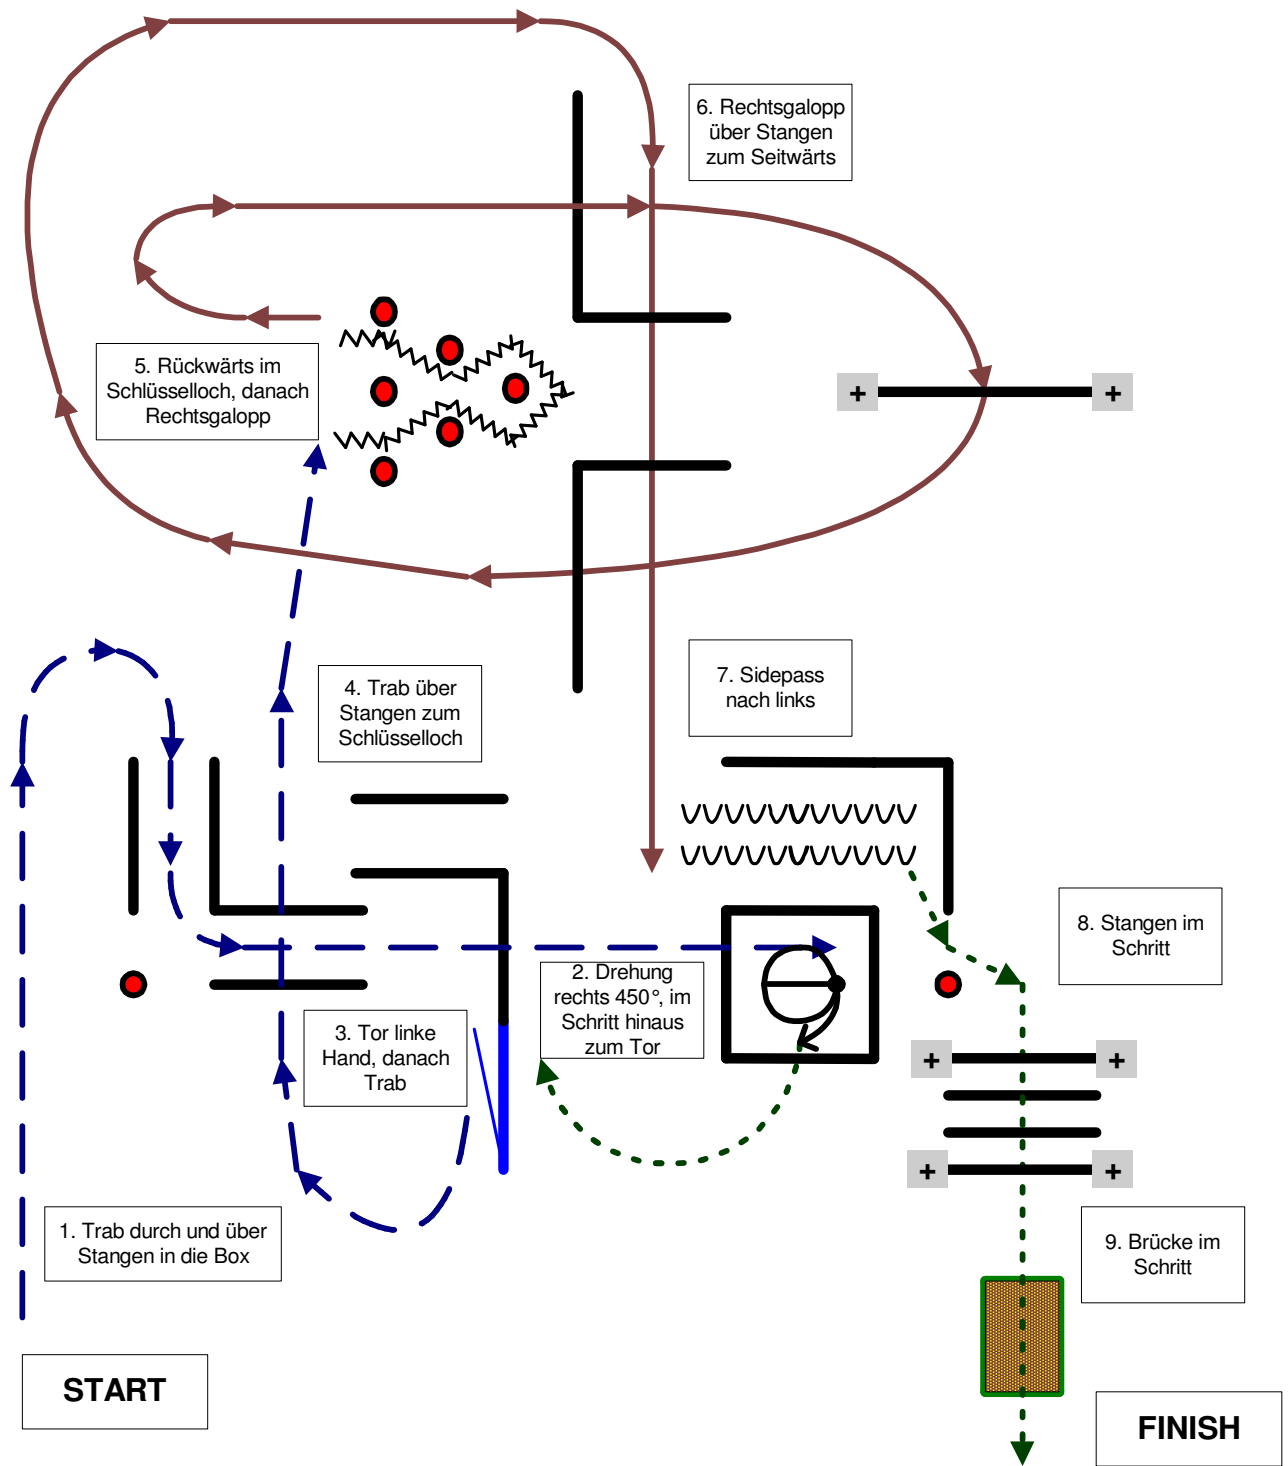 6. Rechtsgalopp
über Stangen
zum Seitwärts
5. Rückwärts im
Schlüsselloch, danach
Rechtsgalopp
+
+
4. Trab über
Stangen zum
Schlüsselloch
7. Sidepass
nach links
8. Stangen im
Schritt
2. Drehung
rechts 450°, im
Schritt hinaus
zum Tor
3. Tor linke
Hand, danach
Trab
+
+
+
+
1. Trab durch und über
Stangen in die Box
9. Brücke im
Schritt
START
FINISH